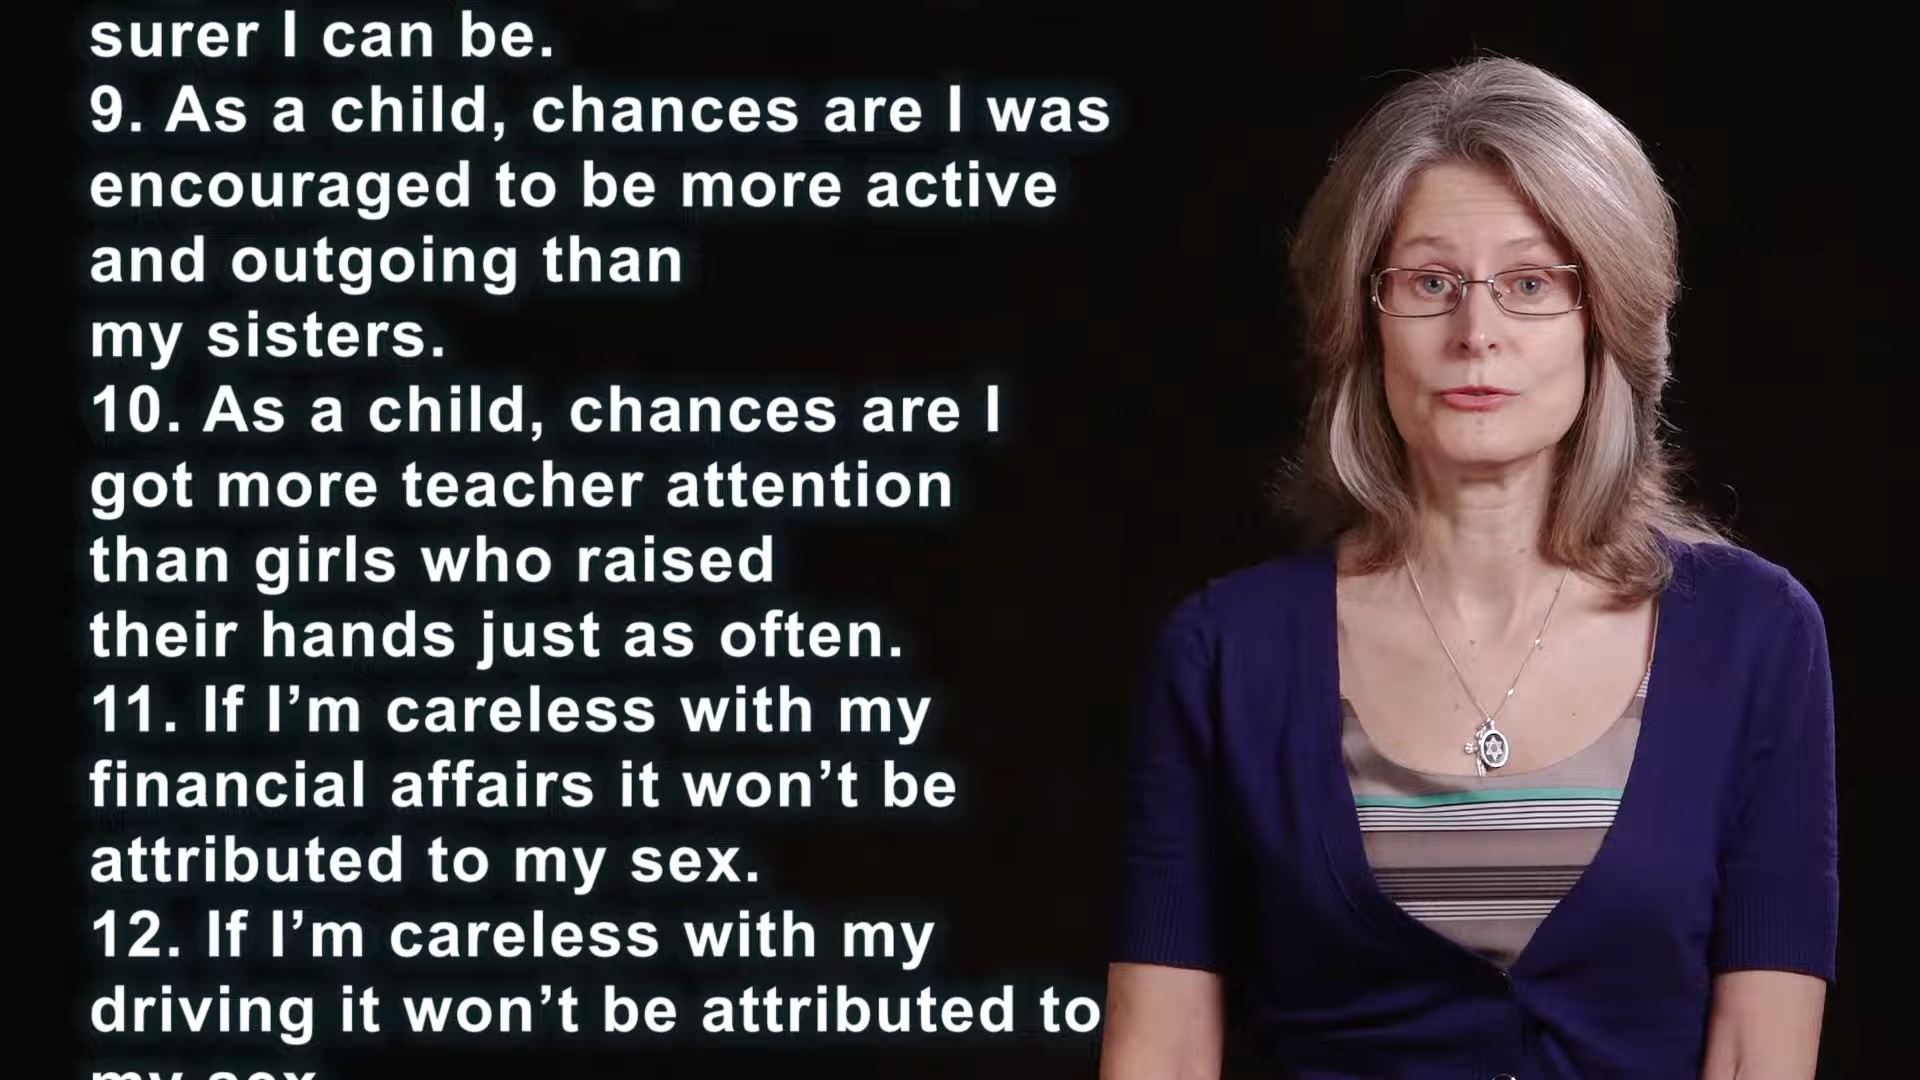 surer I can be.
9. As a child, chances are I was
encouraged to be more active
and outgoing than
my sisters.
10. As a child, chances are I
got more teacher attention
than girls who raised
their hands just as often.
11. If I’m careless with my
financial affairs it won’t be
attributed to my sex.
12. If I’m careless with my
driving it won’t be attributed to
my sex.